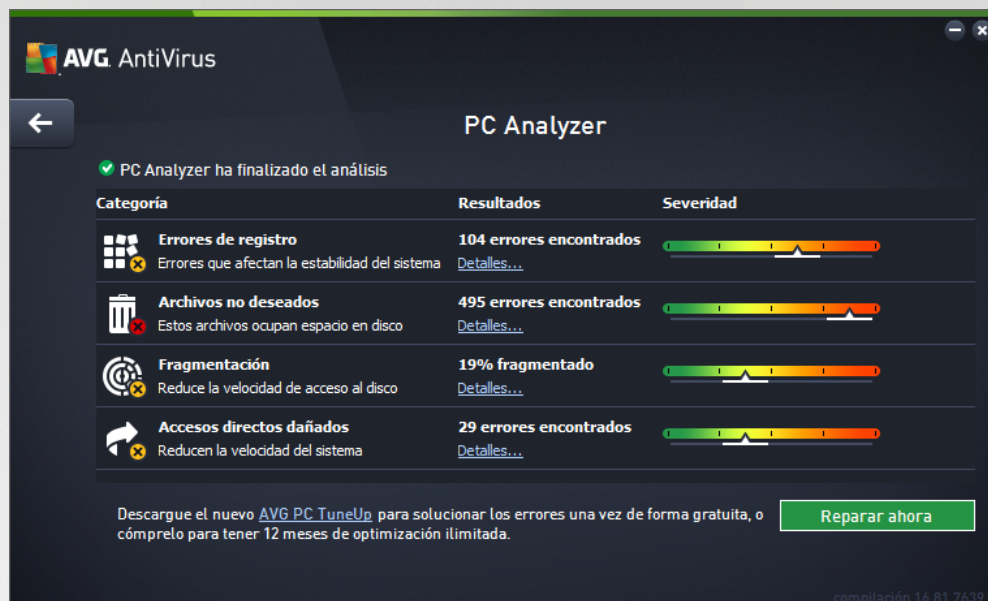 AVG. AntiVirus
PC Analyzer
PC Analyzer ha finalizado el análisis
Categoría Resultados Severidad
Errores de registro 104 errores encontrados
Errores que afectan la estabilidad del sistema Detalles...
Archivos no deseados 495 errores encontrados
Estos archivos ocupan espacio en disco Detalles...
Fragmentación 19% fragmentado
Reduce la velocidad de acceso al disco Detalles...
Accesos directos dañados 29 errores encontrados
Reducen la velocidad del sistema Detalles...
Descargue el nuevo AVG PC TuneUp para solucionar los errores una vez de forma gratuita, o
cómprelo para tener 12 meses de optimización ilimitada.
Reparar ahora
compilación 16.81.7639